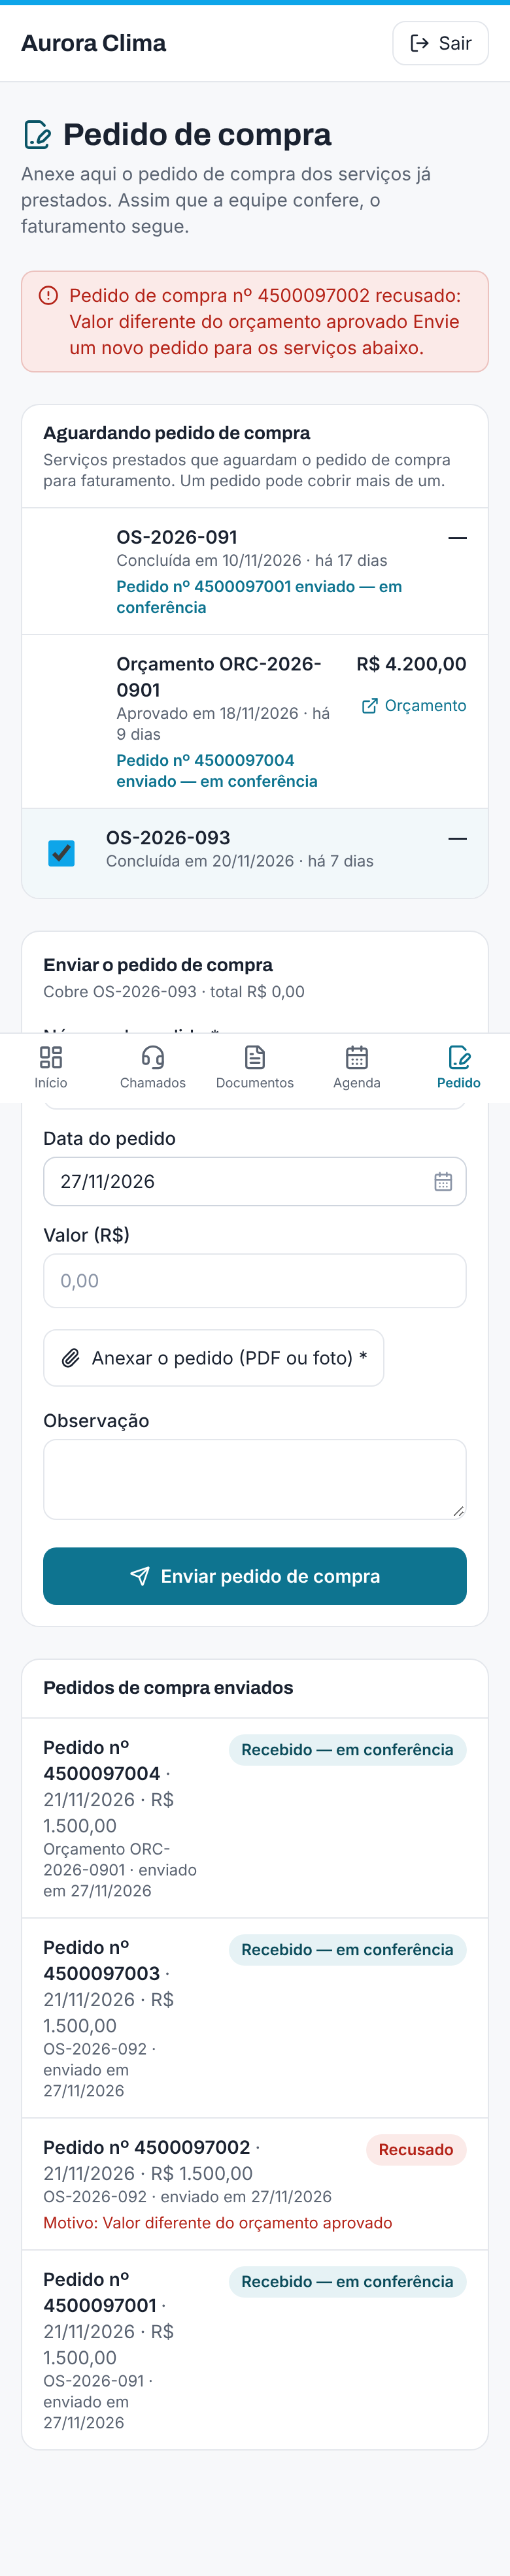 Aurora Clima
Sair
Pedido de compra
Anexe aqui o pedido de compra dos serviços já
prestados. Assim que a equipe confere, o
faturamento segue.
Pedido de compra nº 4500097002 recusado:
Valor diferente do orçamento aprovado Envie
um novo pedido para os serviços abaixo.
Aguardando pedido de compra
Serviços prestados que aguardam o pedido de compra
para faturamento. Um pedido pode cobrir mais de um.
OS-2026-091 —
Concluída em 10/11/2026 · há 17 dias
Pedido nº 4500097001 enviado — em
conferência
Orçamento ORC-2026-
0901
R$ 4.200,00
Aprovado em 18/11/2026 · há
9 dias
Orçamento
Pedido nº 4500097004
enviado — em conferência
OS-2026-093 —
Concluída em 20/11/2026 · há 7 dias
Enviar o pedido de compra
Cobre OS-2026-093 · total R$ 0,00
Início
Chamados
Documentos
Agenda
Pedido
Data do pedido
27/11/2026
Valor (R$)
0,00
Anexar o pedido (PDF ou foto) *
Observação
Enviar pedido de compra
Pedidos de compra enviados
Pedido nº
4500097004 ·
21/11/2026 · R$
1.500,00
Orçamento ORC-
2026-0901 · enviado
em 27/11/2026
Recebido — em conferência
Pedido nº
4500097003 ·
21/11/2026 · R$
1.500,00
OS-2026-092 ·
enviado em
27/11/2026
Recebido — em conferência
Pedido nº 4500097002 ·
21/11/2026 · R$ 1.500,00
OS-2026-092 · enviado em 27/11/2026
Motivo: Valor diferente do orçamento aprovado
Recusado
Pedido nº
4500097001 ·
21/11/2026 · R$
1.500,00
OS-2026-091 ·
enviado em
27/11/2026
Recebido — em conferência